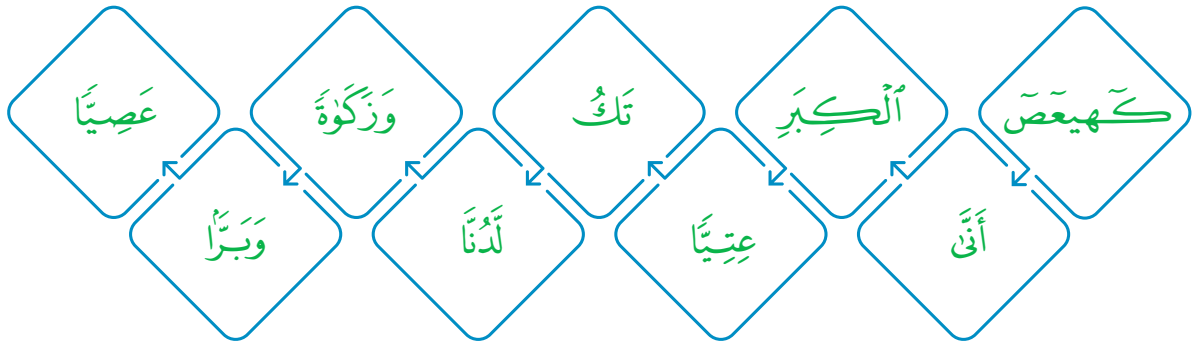 كٓهيعٓصٓ
أَنَّىٰ
ٱلۡكِبَرِ
عِتِيّٗا
تَكُ
لَّدُنَّا
وَزَكَوٰةٗ
وَبَرَّۢا
عَصِيّٗا